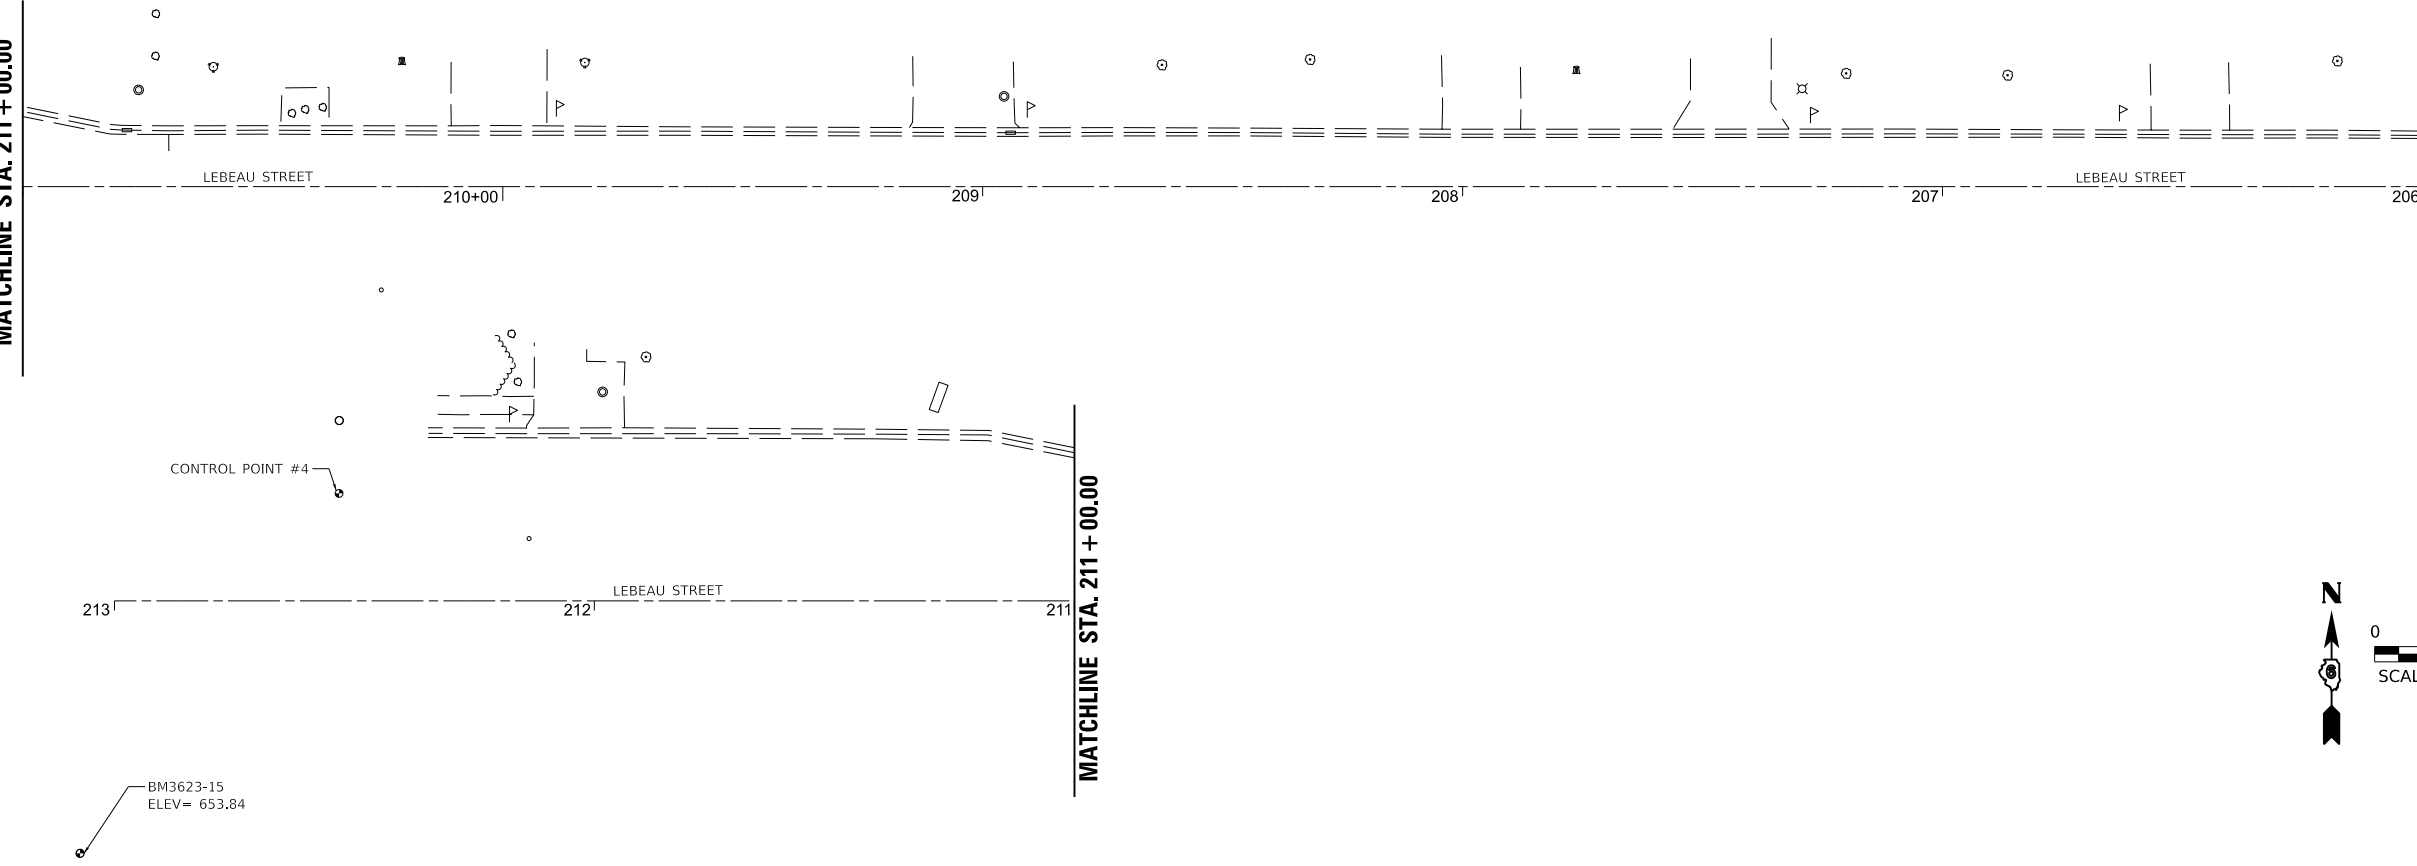 MATCHLINE STA. 211 + 00.00
LEBEAU STREET
LEBEAU STREET
210+00
209
208
207
206
CONTROL POINT #4
LEBEAU STREET
213
212
211
MATCHLINE STA. 211 + 00.00
N
0
6
BM3623-15
ELEV= 653.84